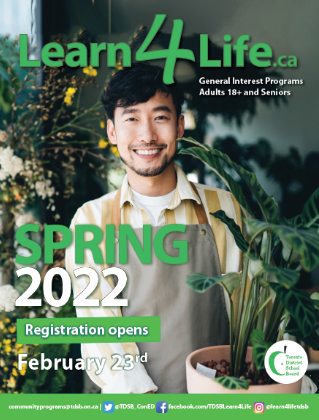 Learn4Life.ca
General Interest Programs
Adults 18+ and Seniors
SPRING
2022
Registration opens
February 23rd
Toronto
District
School
Board
communityprograms@tdsb.on.ca | @TDSB_ConED facebook.com/TDSBLearn4Life | @learn4lifetdsb